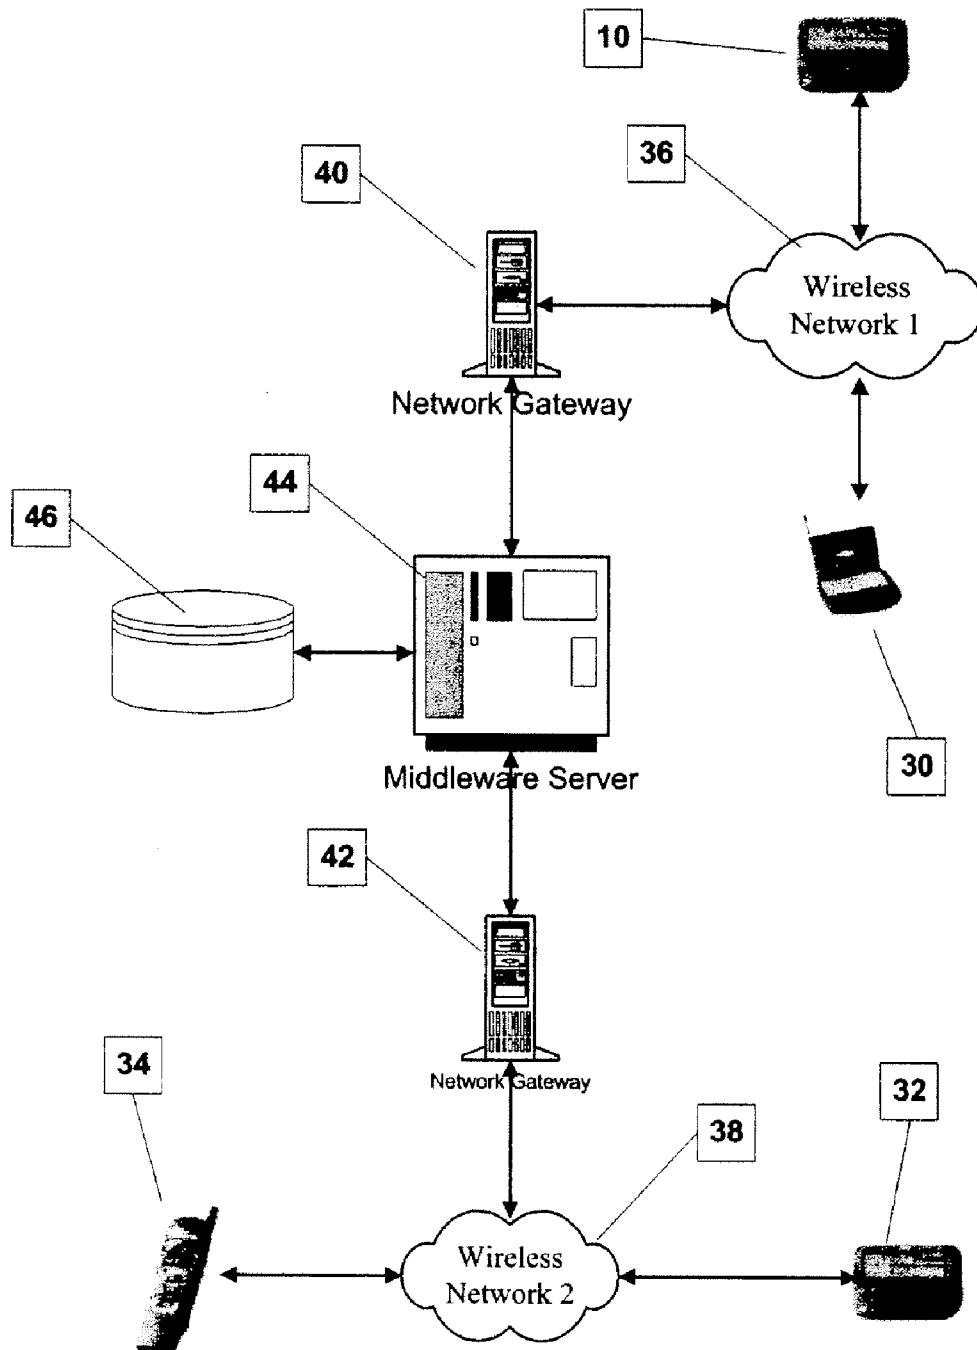 10
36
40
Wireless
Network 1
Network Gateway
44
46
30
Middleware Server
42
34
Network Gateway
32
38
Wireless
Network 2